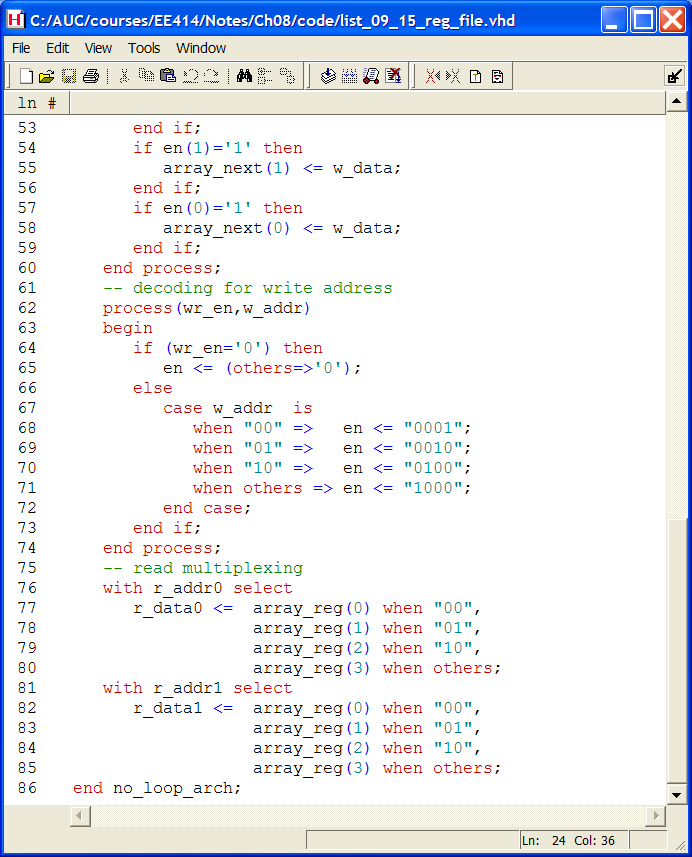 C:/AUC/courses/EE414/Notes/Ch08/code/list_09_15_reg_file.vhd
File Edit View Tools Window
ln #
53 end if;
54 if en(1)='1' then
55 array_next(1) <= w_data;
56 end if;
57 if en(0)='1' then
58 array_next(0) <= w_data;
59 end if;
60 end process;
61 -- decoding for write address
62 process(wr_en,w_addr)
63 begin
64 if (wr_en='0') then
65 en <= (others=>'0');
66 else
67 case w_addr  is
68 when "00" =>   en <= "0001";
69 when "01" =>   en <= "0010";
70 when "10" =>   en <= "0100";
71 when others => en <= "1000";
72 end case;
73 end if;
74 end process;
75 -- read multiplexing
76 with r_addr0 select
77 r_data0 <=  array_reg(0) when "00",
78 array_reg(1) when "01",
79 array_reg(2) when "10",
80 array_reg(3) when others;
81 with r_addr1 select
82 r_data1 <=  array_reg(0) when "00",
83 array_reg(1) when "01",
84 array_reg(2) when "10",
85 array_reg(3) when others;
86 end no_loop_arch;
Ln: 24 Col: 36